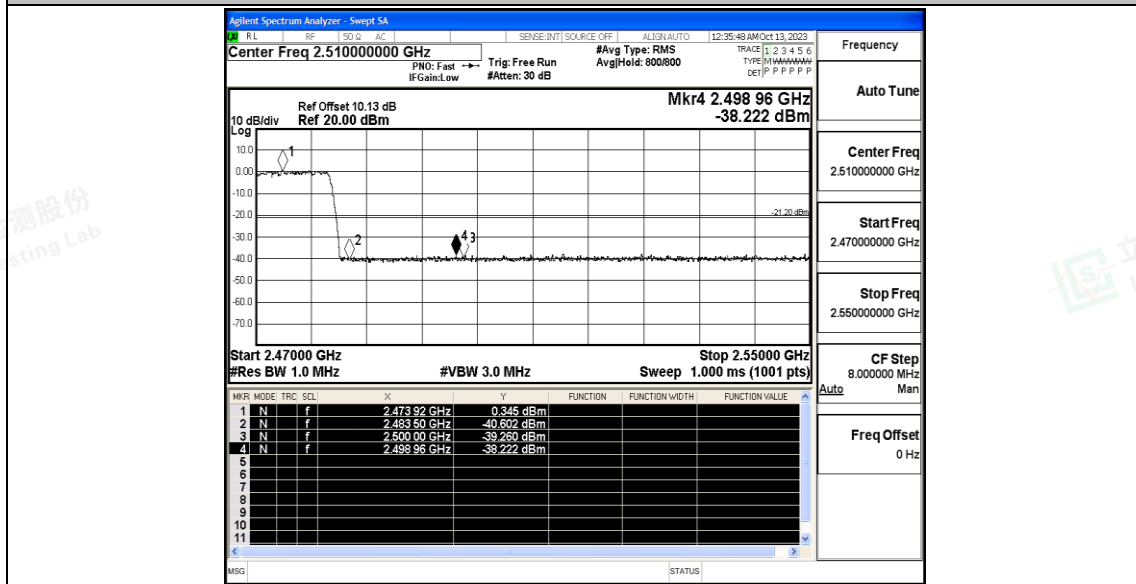 Agilent Spectrum Analyzer - Swept SA
RL RF 50 Ω AC SENSE:INT SOURCE OFF ALIGN AUTO 12:35:48 AM Oct 13, 2023
Center Freq 2.510000000 GHz
PNO: Fast
IFGain:Low
Trig: Free Run
#Atten: 30 dB
#Avg Type: RMS
Avg|Hold: 800/800
TRACE 1 2 3 4 5 6
TYPE M
DET P P P P P P
Ref Offset 10.13 dB
10 dB/div Ref 20.00 dBm
Log
Mkr4 2.498 96 GHz
-38.222 dBm
10.0
0.00
-10.0
-20.0
-30.0
-40.0
-50.0
-60.0
-70.0
1
2
4
3
-21.20 dBm
Start 2.47000 GHz Stop 2.55000 GHz
#Res BW 1.0 MHz #VBW 3.0 MHz Sweep 1.000 ms (1001 pts)
MKR MODE TRC SCL X Y FUNCTION FUNCTION WIDTH FUNCTION VALUE
1 N f 2.473 92 GHz 0.345 dBm
2 N f 2.483 50 GHz -40.602 dBm
3 N f 2.500 00 GHz -39.260 dBm
4 N f 2.498 96 GHz -38.222 dBm
5
6
7
8
9
10
11
MSG STATUS
Frequency
Auto Tune
Center Freq
2.510000000 GHz
Start Freq
2.470000000 GHz
Stop Freq
2.550000000 GHz
CF Step
8.000000 MHz
Auto Man
Freq Offset
0 Hz
测股份
esting Lab
LCS
立